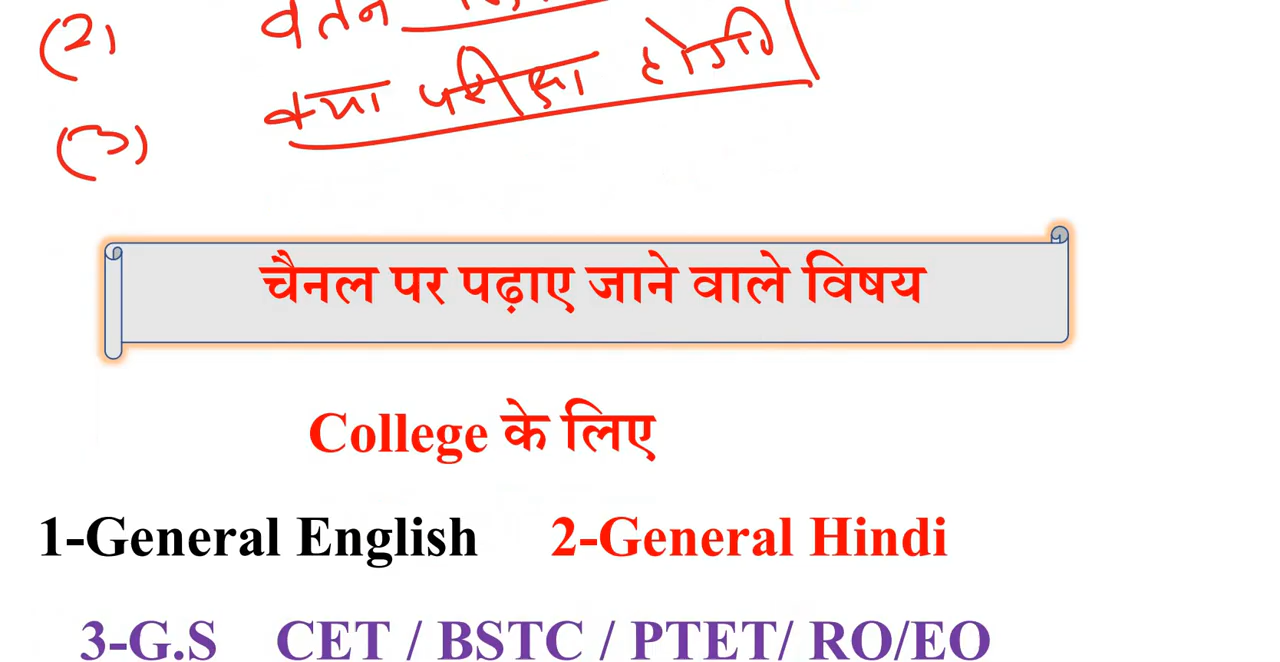 (2) वतन
(3) क्या परीक्षा होगी
चैनल पर पढ़ाए जाने वाले विषय
College के लिए
1-General English 2-General Hindi
3-G.S CET / BSTC / PTET/ RO/EO